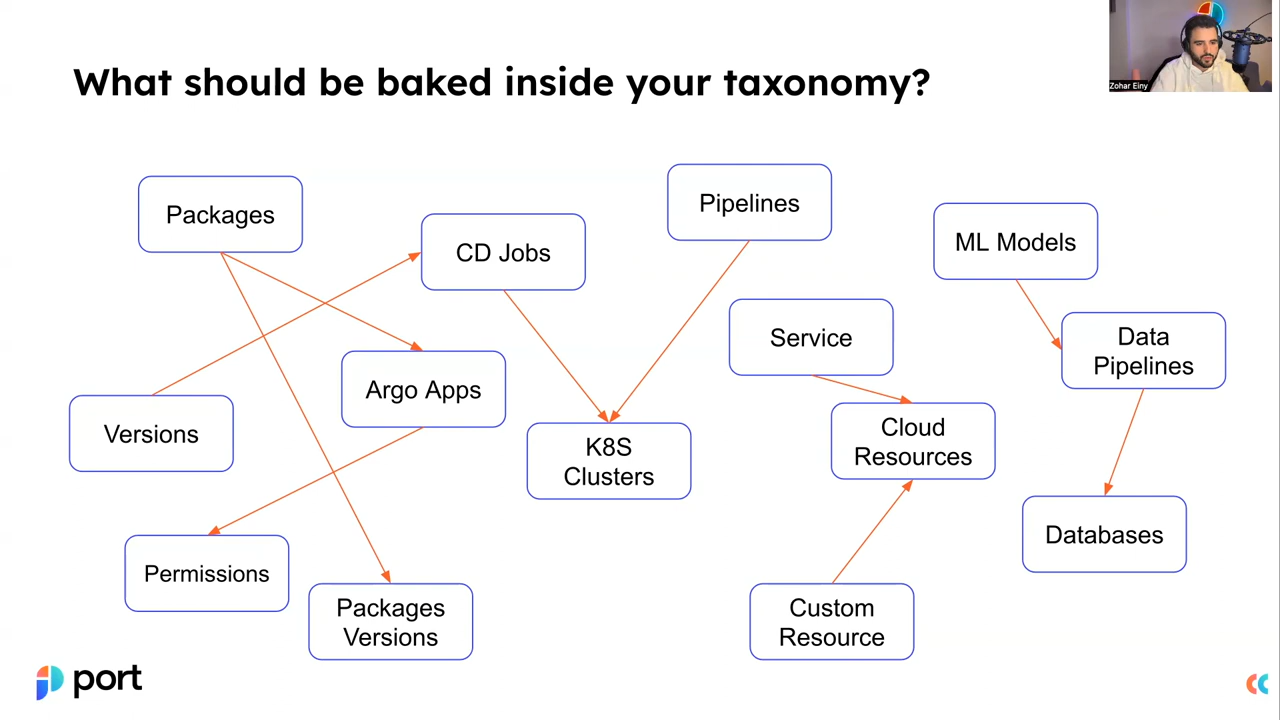 What should be baked inside your taxonomy?
Zohar Einy
Packages
CD Jobs
Pipelines
ML Models
Service
Data
Pipelines
Argo Apps
Versions
K8S
Clusters
Cloud
Resources
Databases
Permissions
Packages
Versions
Custom
Resource
port